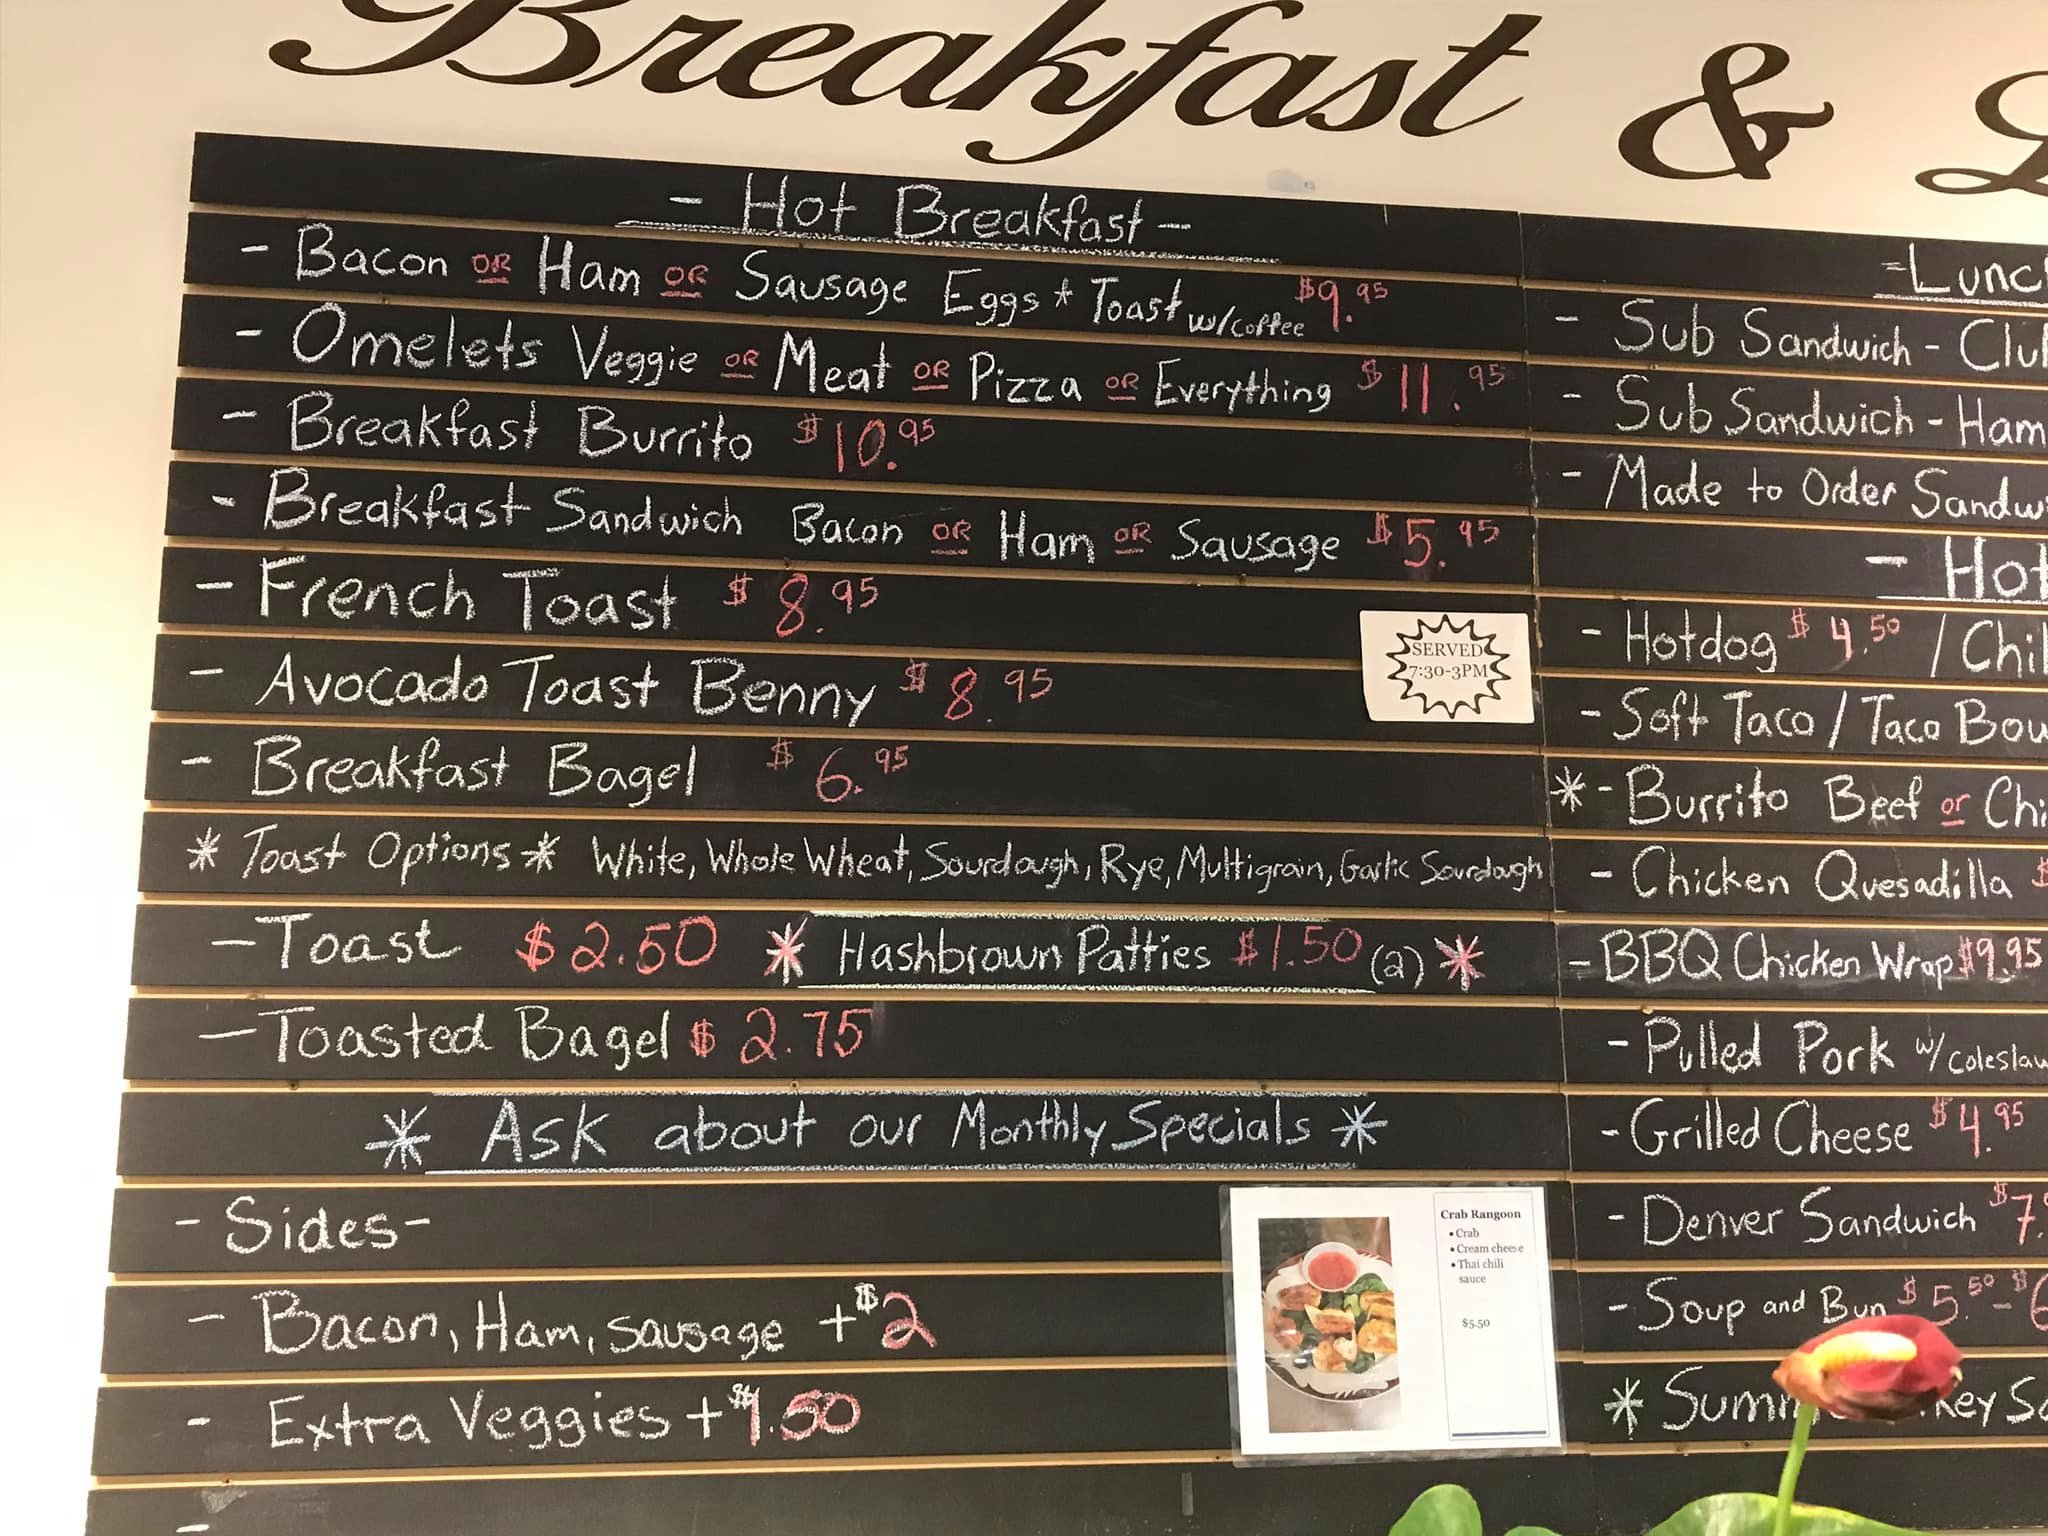 Breakfast &
- Hot Breakfast -
- Bacon OR Ham OR Sausage Eggs * Toast w/coffee $9.95
- Omelets Veggie OR Meat OR Pizza OR Everything $11.95
- Breakfast Burrito $10.95
- Breakfast Sandwich Bacon OR Ham OR Sausage $5.95
- French Toast $8.95
- Avocado Toast Benny $8.95
SERVED
7:30-3PM
- Breakfast Bagel $6.95
* Toast Options * White, Whole Wheat, Sourdough, Rye, Multigrain, Garlic Sourdough
- Toast $2.50 * Hashbrown Patties $1.50 (2) *
- Toasted Bagel $2.75
* Ask about our Monthly Specials *
- Sides -
- Bacon, Ham, Sausage + $2
- Extra Veggies + $1.50
Crab Rangoon
• Crab
• Cream cheese
• Thai chili
sauce
$5.50
- Sub Sandwich -
- Sub Sandwich - Ham
- Made to Order
- Hot
- Hotdog $4.50 /
- Soft Taco / Taco
* - Burrito Beef or
- Chicken Quesadilla $
- BBQ Chicken Wrap $9.95
- Pulled Pork w/
- Grilled Cheese $4.95
- Denver Sandwich $7.
- Soup and Bun $5.50 - $
*